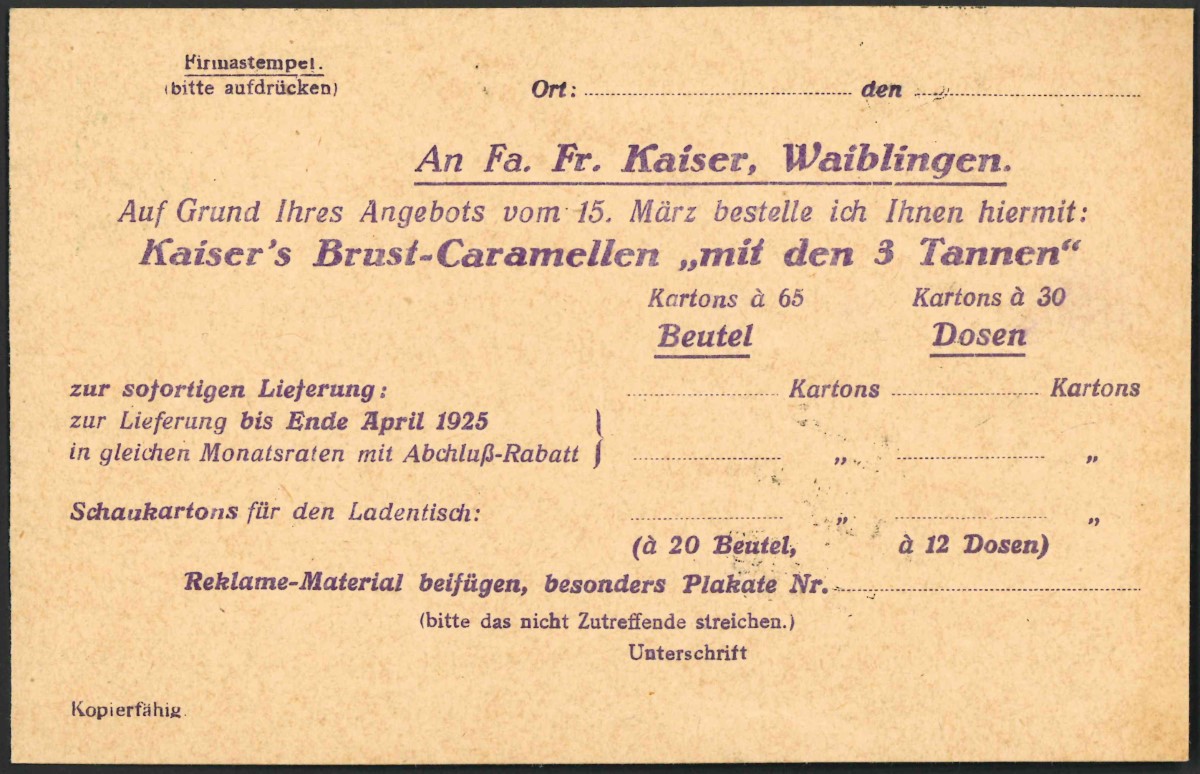 Firmastempel.
(bitte aufdrücken)
Ort: ........................ den ........................
An Fa. Fr. Kaiser, Waiblingen.
Auf Grund Ihres Angebots vom 15. März bestelle ich Ihnen hiermit:
Kaiser's Brust-Caramellen „mit den 3 Tannen“
Kartons à 65 Kartons à 30
Beutel Dosen
zur sofortigen Lieferung: ............ Kartons ............ Kartons
zur Lieferung bis Ende April 1925
in gleichen Monatsraten mit Abchluß-Rabatt } ............ „ ............ „
Schaukartons für den Ladentisch: ............ „ ............ „
(à 20 Beutel, à 12 Dosen)
Reklame-Material beifügen, besonders Plakate Nr. ........................
(bitte das nicht Zutreffende streichen.)
Unterschrift
Kopierfähig